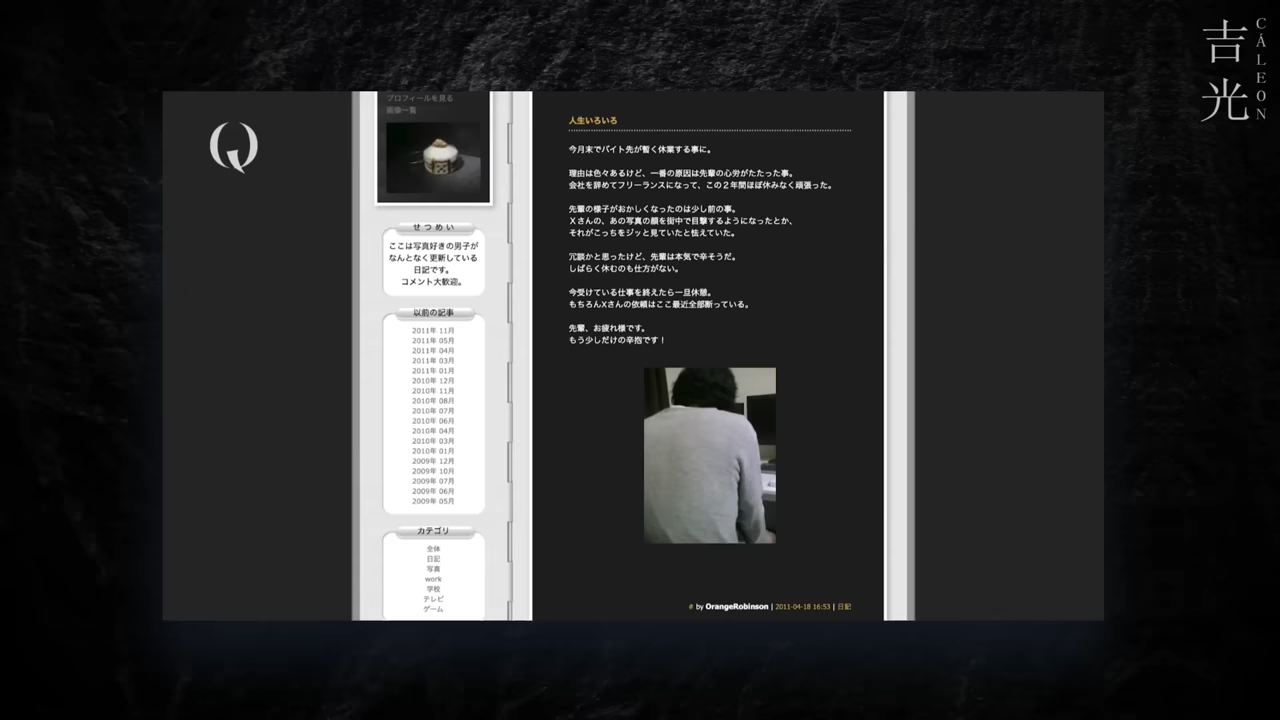 吉光
CÁLEON
Q
プロフィールを見る
画像一覧
せつめい
ここは写真好きの男子が
なんとなく更新している
日記です。
コメント大歓迎。
以前の記事
2011年 11月
2011年 05月
2011年 04月
2011年 03月
2011年 01月
2010年 12月
2010年 11月
2010年 08月
2010年 07月
2010年 06月
2010年 04月
2010年 03月
2010年 01月
2009年 12月
2009年 10月
2009年 07月
2009年 06月
2009年 05月
カテゴリ
全体
日記
写真
work
学校
テレビ
ゲーム
人生いろいろ
今月末でバイト先が暫く休業する事に。
理由は色々あるけど、一番の原因は先輩の心労がたたった事。
会社を辞めてフリーランスになって、この２年間ほぼ休みなく頑張った。
先輩の様子がおかしくなったのは少し前の事。
Ｘさんの、あの写真の顔を街中で目撃するようになったとか、
それがこっちをジッと見ていたと怯えていた。
冗談かと思ったけど、先輩は本気で辛そうだ。
しばらく休むのも仕方がない。
今受けている仕事を終えたら一旦休憩。
もちろんXさんの依頼はここ最近全部断っている。
先輩、お疲れ様です。
もう少しだけの辛抱です！
# by OrangeRobinson | 2011-04-18 16:53 | 日記